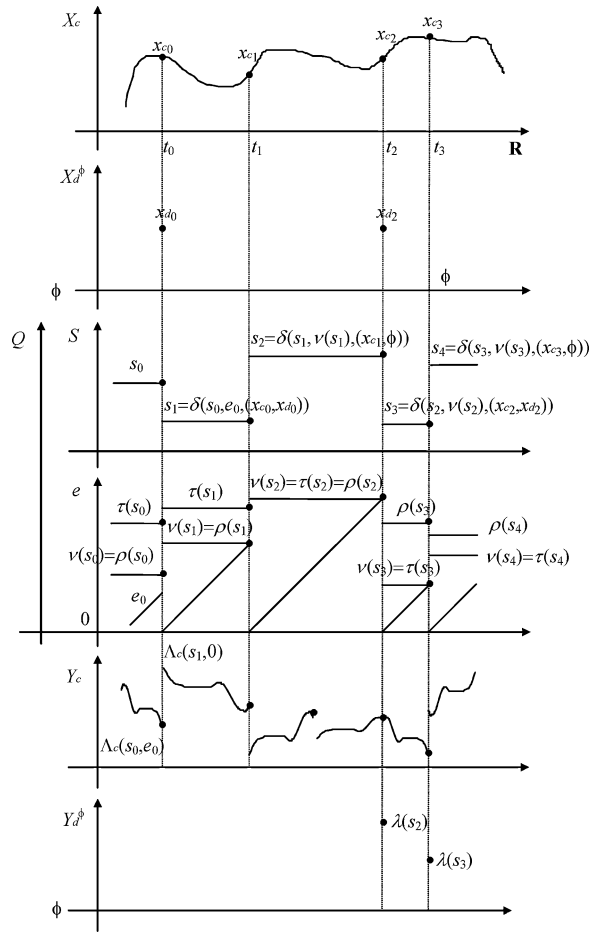 Xc
xc0
xc1
xc2
xc3
t0
t1
t2
t3
R
Xdϕ
xd0
xd2
ϕ
ϕ
Q
S
s0
s2=δ(s1,ν(s1),(xc1,ϕ))
s4=δ(s3,ν(s3),(xc3,ϕ))
s1=δ(s0,e0,(xc0,xd0))
s3=δ(s2,ν(s2),(xc2,xd2))
e
τ(s0)
τ(s1)
ν(s2)=τ(s2)=ρ(s2)
ρ(s3)
ρ(s4)
ν(s1)=ρ(s1)
ν(s0)=ρ(s0)
ν(s3)=τ(s3)
ν(s4)=τ(s4)
e0
0
Yc
Λc(s1,0)
Λc(s0,e0)
Ydϕ
λ(s2)
λ(s3)
ϕ